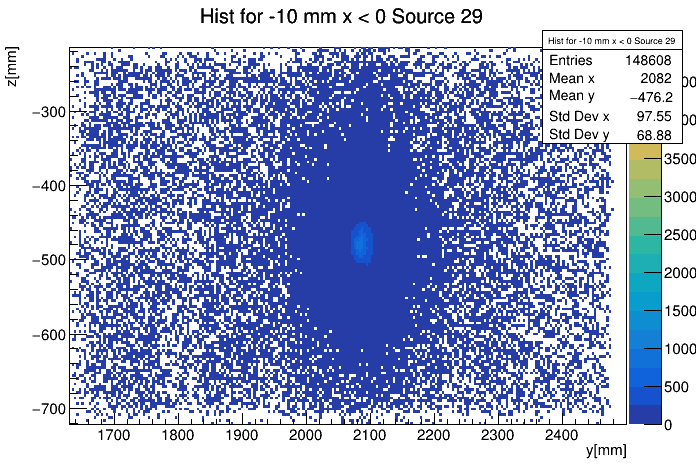 Hist for -10 mm x < 0 Source 29
Hist for -10 mm x < 0 Source 29
Entries 148608
Mean x 2082
Mean y −476.2
Std Dev x 97.55
Std Dev y 68.88
z[mm]
−300
−400
−500
−600
−700
1700 1800 1900 2000 2100 2200 2300 2400
y[mm]
3500
3000
2500
2000
1500
1000
500
0